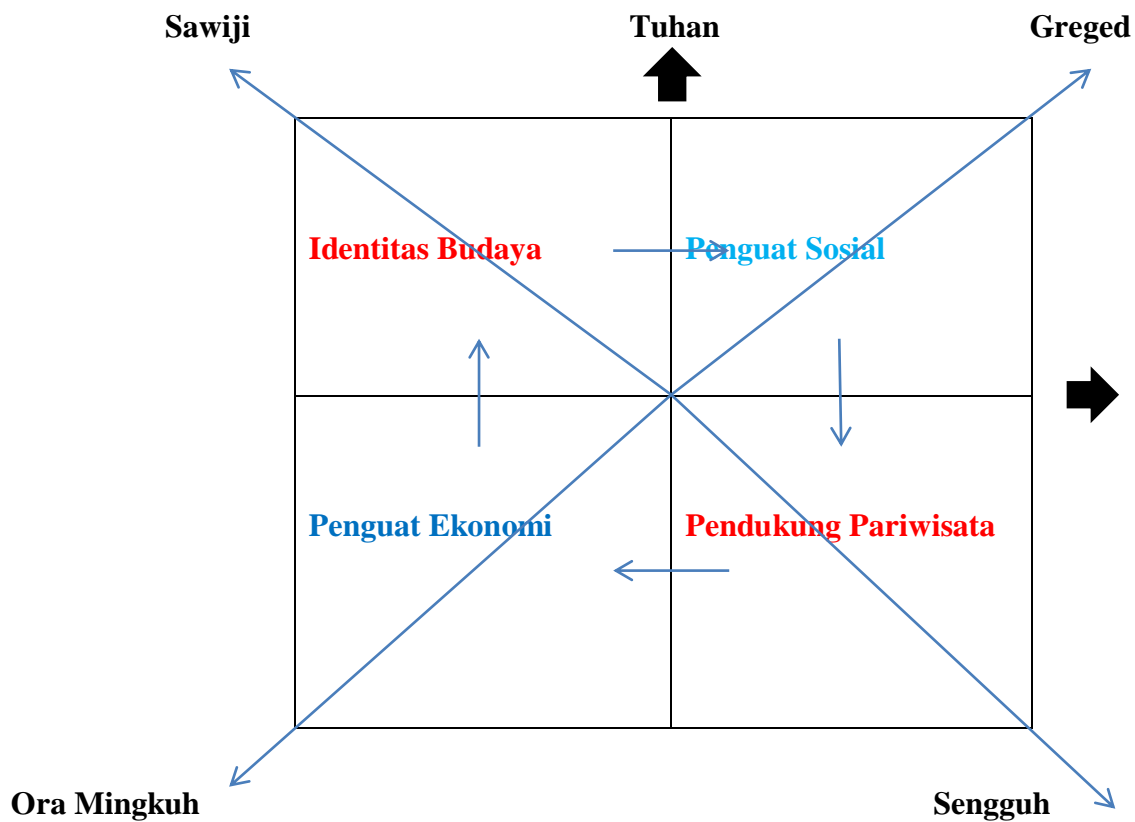 Sawiji Tuhan Greged
Identitas Budaya Penguat Sosial
Penguat Ekonomi Pendukung Pariwisata
Ora Mingkuh Sengguh